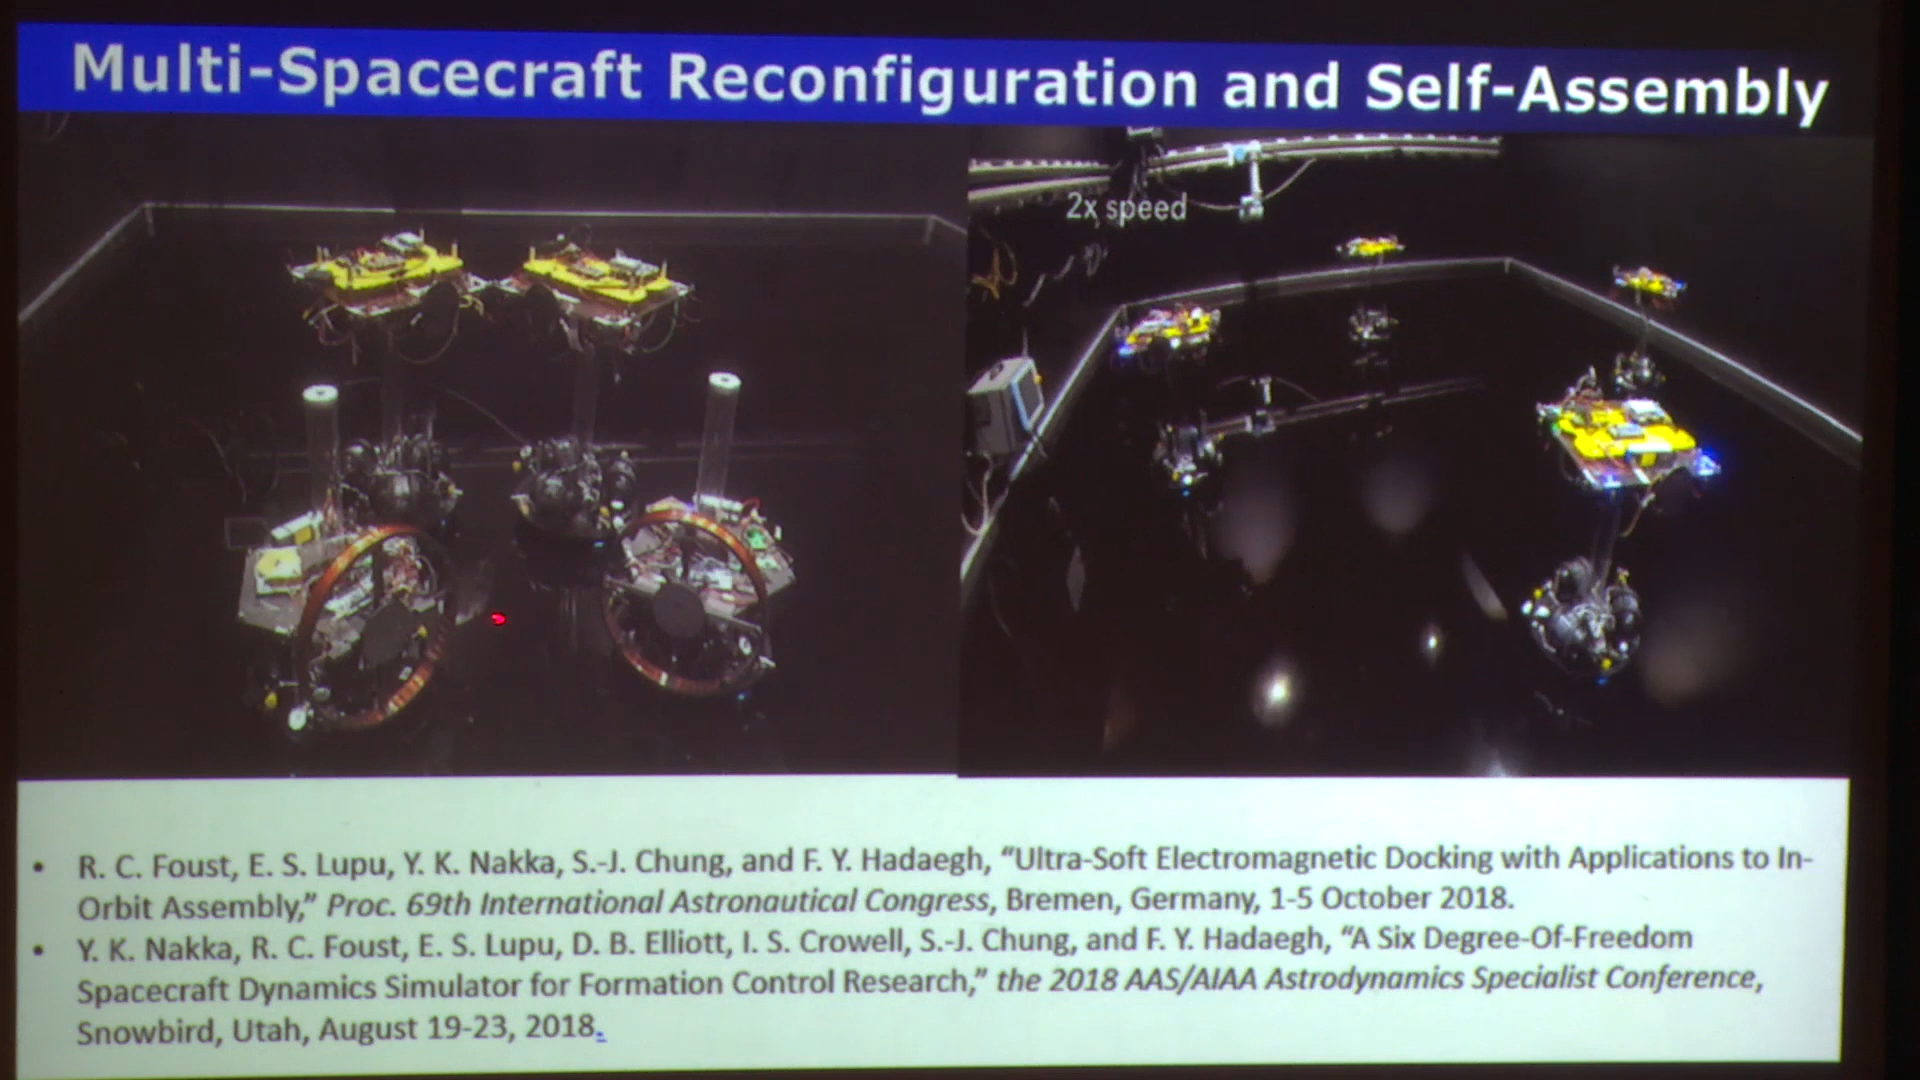 Multi-Spacecraft Reconfiguration and Self-Assembly
2x speed
• R. C. Foust, E. S. Lupu, Y. K. Nakka, S.-J. Chung, and F. Y. Hadaegh, “Ultra-Soft Electromagnetic Docking with Applications to In-
Orbit Assembly,” Proc. 69th International Astronautical Congress, Bremen, Germany, 1-5 October 2018.
• Y. K. Nakka, R. C. Foust, E. S. Lupu, D. B. Elliott, I. S. Crowell, S.-J. Chung, and F. Y. Hadaegh, “A Six Degree-Of-Freedom
Spacecraft Dynamics Simulator for Formation Control Research,” the 2018 AAS/AIAA Astrodynamics Specialist Conference,
Snowbird, Utah, August 19-23, 2018.